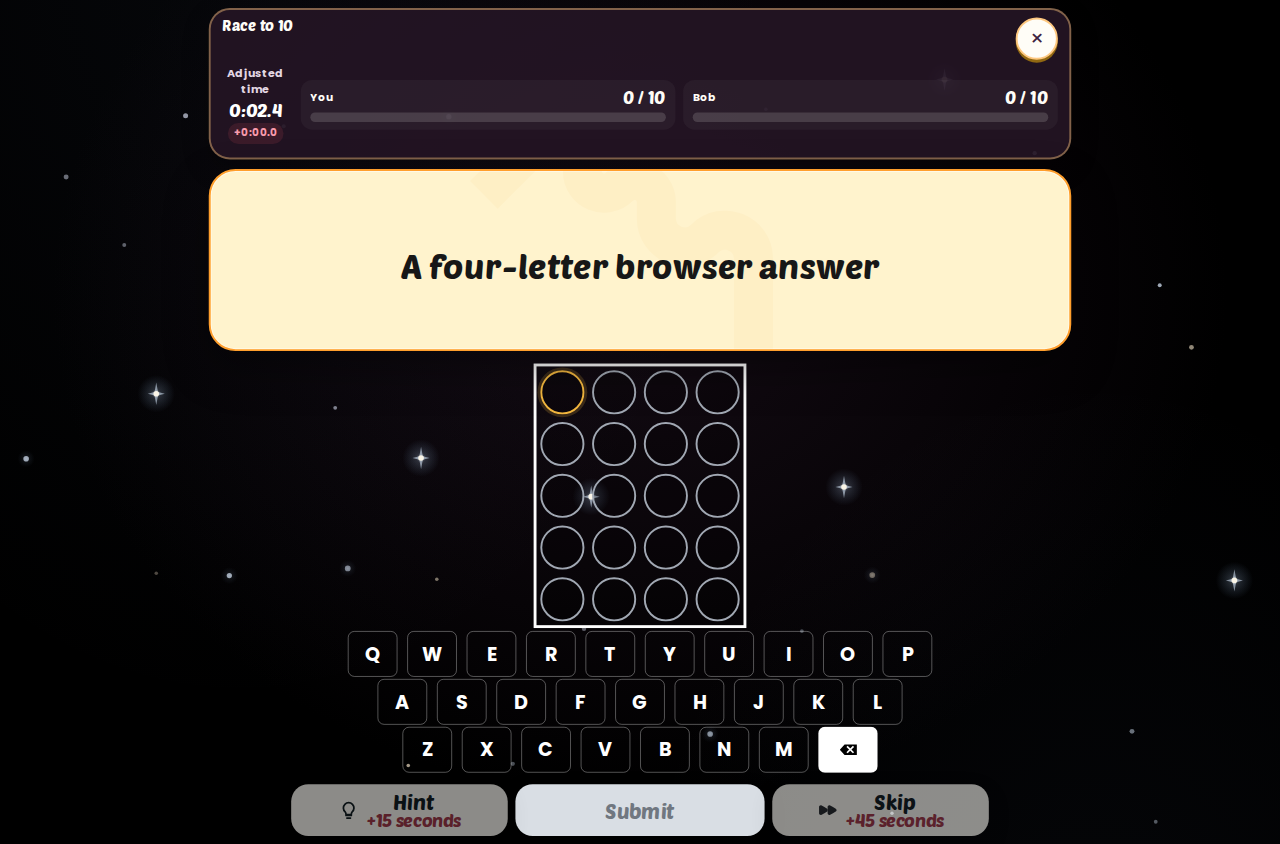 Race to 10
✕
Adjusted
time
0:02.4
+0:00.0
You
0 / 10
Bob
0 / 10
A four-letter browser answer
Q W E R T Y U I O P
A S D F G H J K L
Z X C V B N M
Hint
+15 seconds
Submit
Skip
+45 seconds